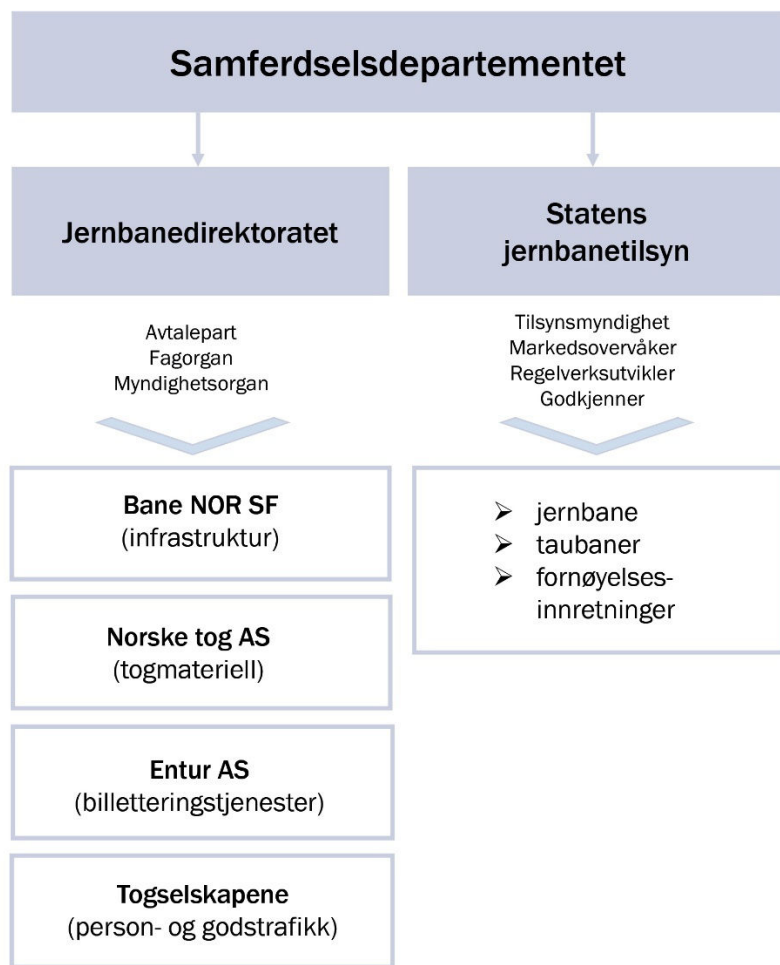 Samferdselsdepartementet
Jernbanedirektoratet
Avtalepart
Fagorgan
Myndighetsorgan
Bane NOR SF
(infrastruktur)
Norske tog AS
(togmateriell)
Entur AS
(billetteringstjenester)
Togselskapene
(person- og godstrafikk)
Statens
jernbanetilsyn
Tilsynsmyndighet
Markedsovervåker
Regelverksutvikler
Godkjenner
➢ jernbane
➢ taubaner
➢ fornøyelses-
innretninger